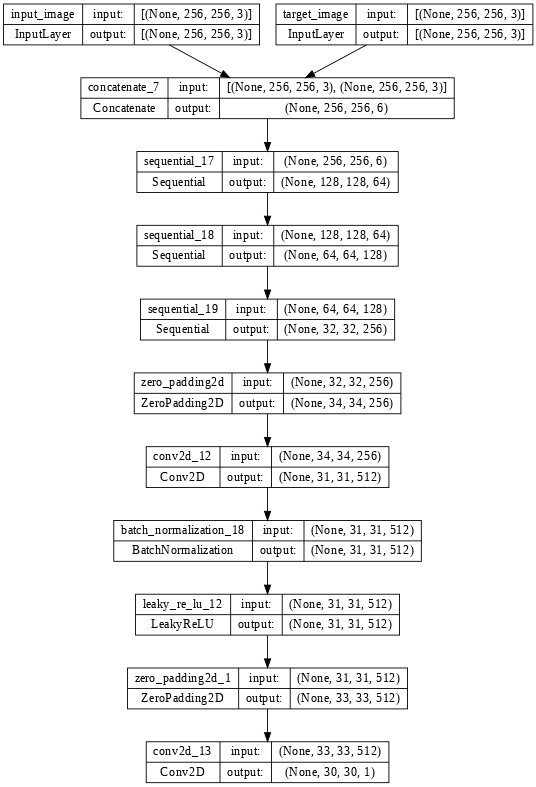 input_image input: [(None, 256, 256, 3)] target_image input: [(None, 256, 256, 3)]
InputLayer output: [(None, 256, 256, 3)] InputLayer output: [(None, 256, 256, 3)]
concatenate_7 input: [(None, 256, 256, 3), (None, 256, 256, 3)]
Concatenate output: (None, 256, 256, 6)
sequential_17 input: (None, 256, 256, 6)
Sequential output: (None, 128, 128, 64)
sequential_18 input: (None, 128, 128, 64)
Sequential output: (None, 64, 64, 128)
sequential_19 input: (None, 64, 64, 128)
Sequential output: (None, 32, 32, 256)
zero_padding2d input: (None, 32, 32, 256)
ZeroPadding2D output: (None, 34, 34, 256)
conv2d_12 input: (None, 34, 34, 256)
Conv2D output: (None, 31, 31, 512)
batch_normalization_18 input: (None, 31, 31, 512)
BatchNormalization output: (None, 31, 31, 512)
leaky_re_lu_12 input: (None, 31, 31, 512)
LeakyReLU output: (None, 31, 31, 512)
zero_padding2d_1 input: (None, 31, 31, 512)
ZeroPadding2D output: (None, 33, 33, 512)
conv2d_13 input: (None, 33, 33, 512)
Conv2D output: (None, 30, 30, 1)